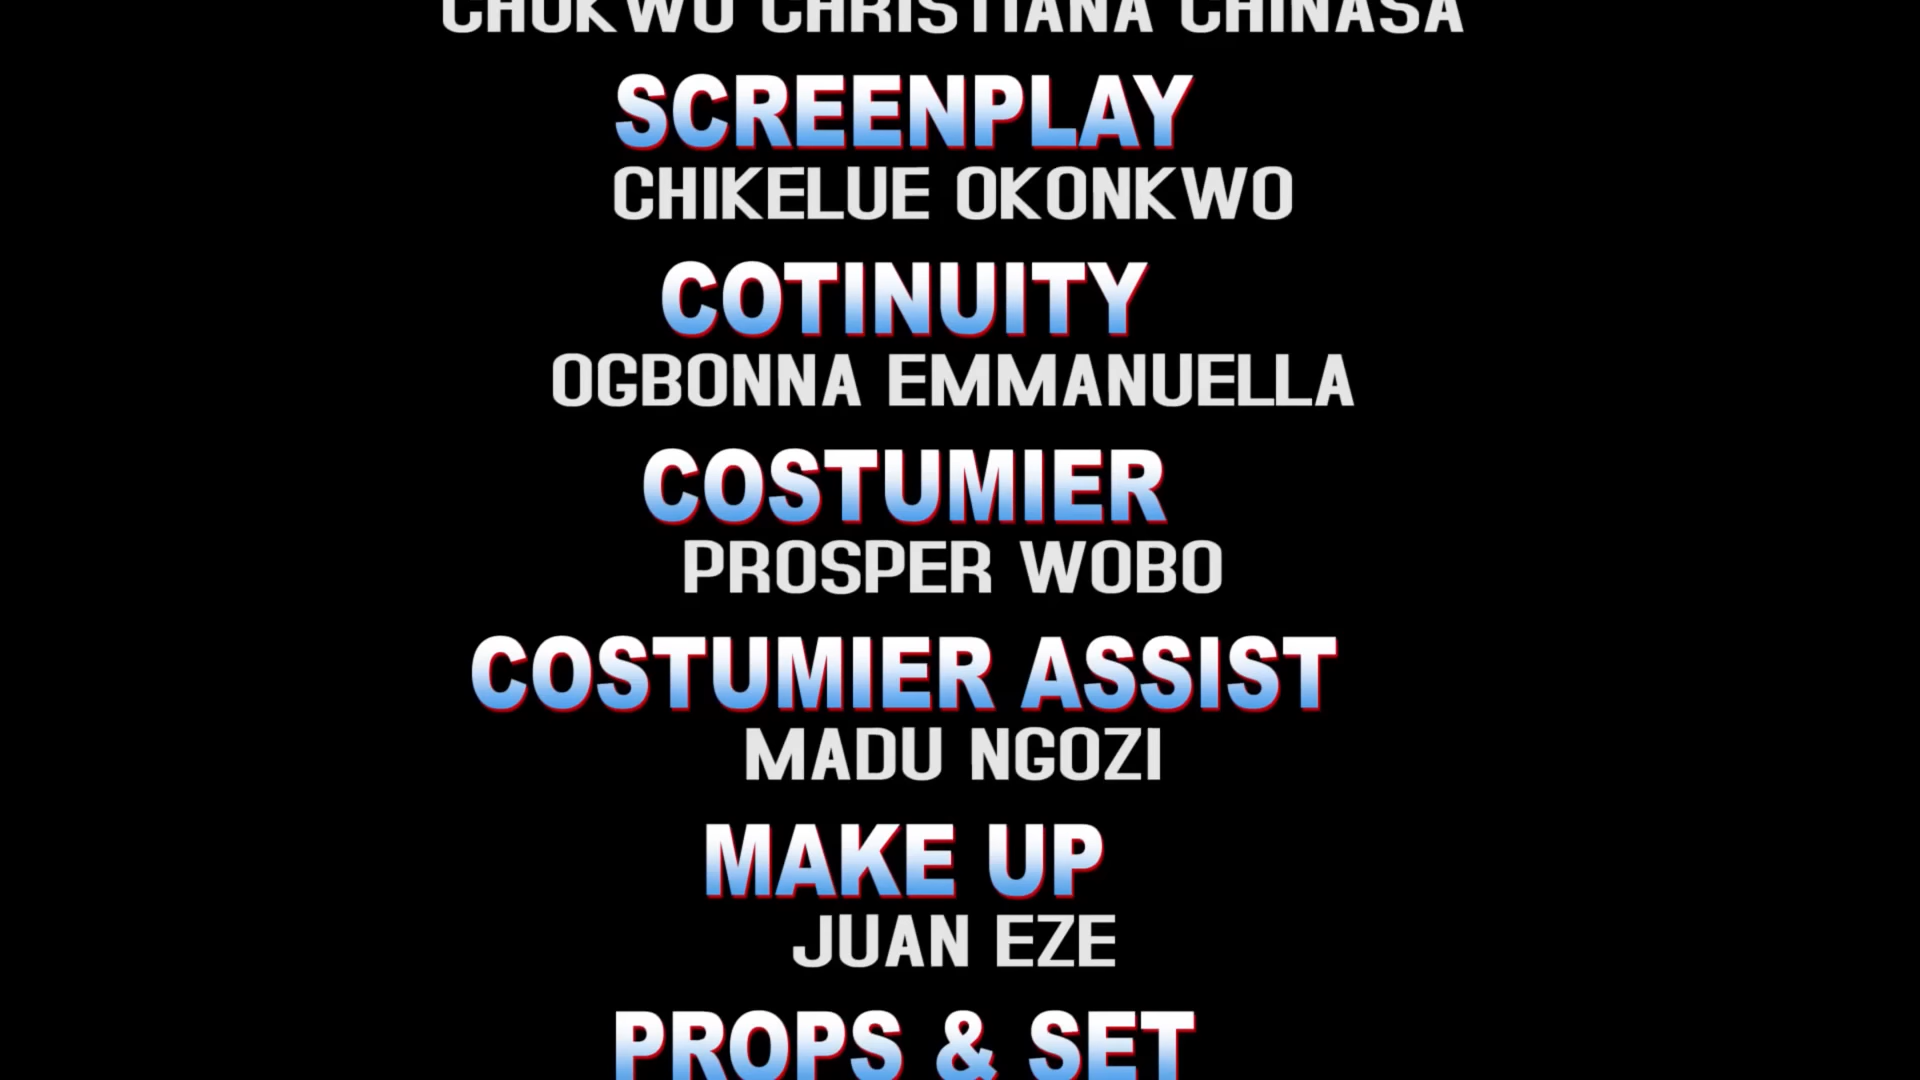 CHUKWU CHRISTIANA CHINASA
SCREENPLAY
CHIKELUE OKONKWO
COTINUITY
OGBONNA EMMANUELLA
COSTUMIER
PROSPER WOBO
COSTUMIER ASSIST
MADU NGOZI
MAKE UP
JUAN EZE
PROPS & SET